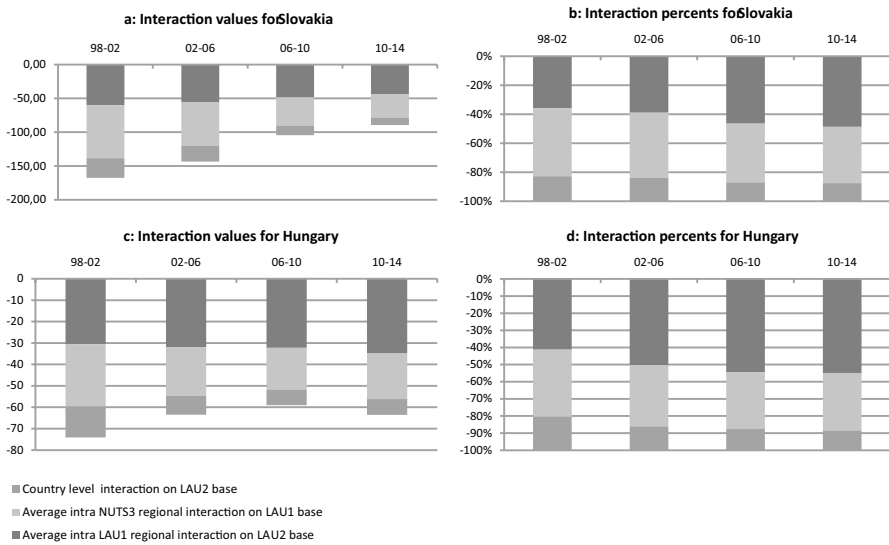 a: Interaction values forSlovakia
98-02 02-06 06-10 10-14
0,00
-50,00
-100,00
-150,00
-200,00
b: Interaction percents forSlovakia
98-02 02-06 06-10 10-14
0%
-20%
-40%
-60%
-80%
-100%
c: Interaction values for Hungary
98-02 02-06 06-10 10-14
0
-10
-20
-30
-40
-50
-60
-70
-80
d: Interaction percents for Hungary
98-02 02-06 06-10 10-14
0%
-10%
-20%
-30%
-40%
-50%
-60%
-70%
-80%
-90%
-100%
Country level interaction on LAU2 base
Average intra NUTS3 regional interaction on LAU1 base
Average intra LAU1 regional interaction on LAU2 base